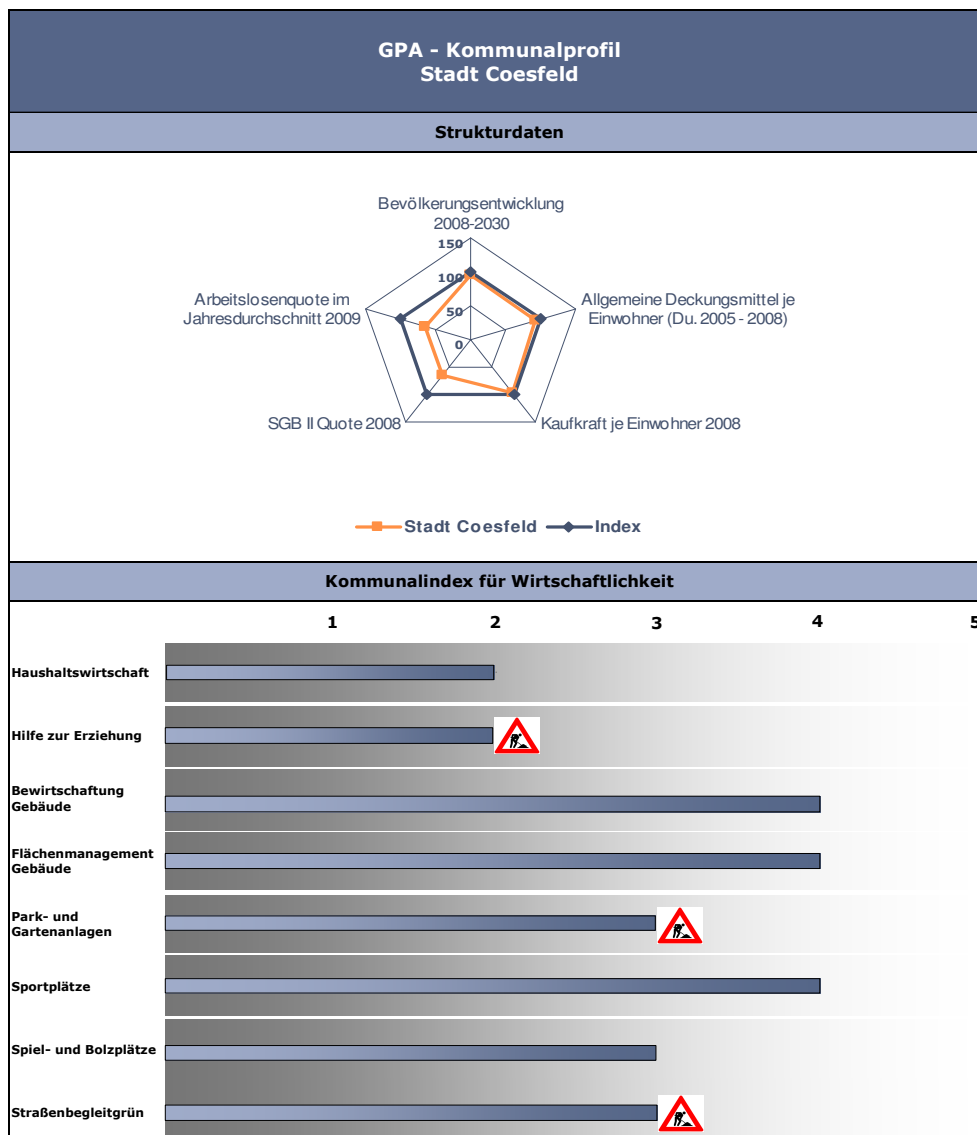 GPA - Kommunalprofil
Stadt Coesfeld
Strukturdaten
Bevölkerungsentwicklung
2008-2030
150
100
50
0
Arbeitslosenquote im
Jahresdurchschnitt 2009
Allgemeine Deckungsmittel je
Einwohner (Du. 2005 - 2008)
SGB II Quote 2008
Kaufkraft je Einwohner 2008
Stadt Coesfeld Index
Kommunalindex für Wirtschaftlichkeit
1 2 3 4 5
Haushaltswirtschaft
Hilfe zur Erziehung
Bewirtschaftung
Gebäude
Flächenmanagement
Gebäude
Park- und
Gartenanlagen
Sportplätze
Spiel- und Bolzplätze
Straßenbegleitgrün